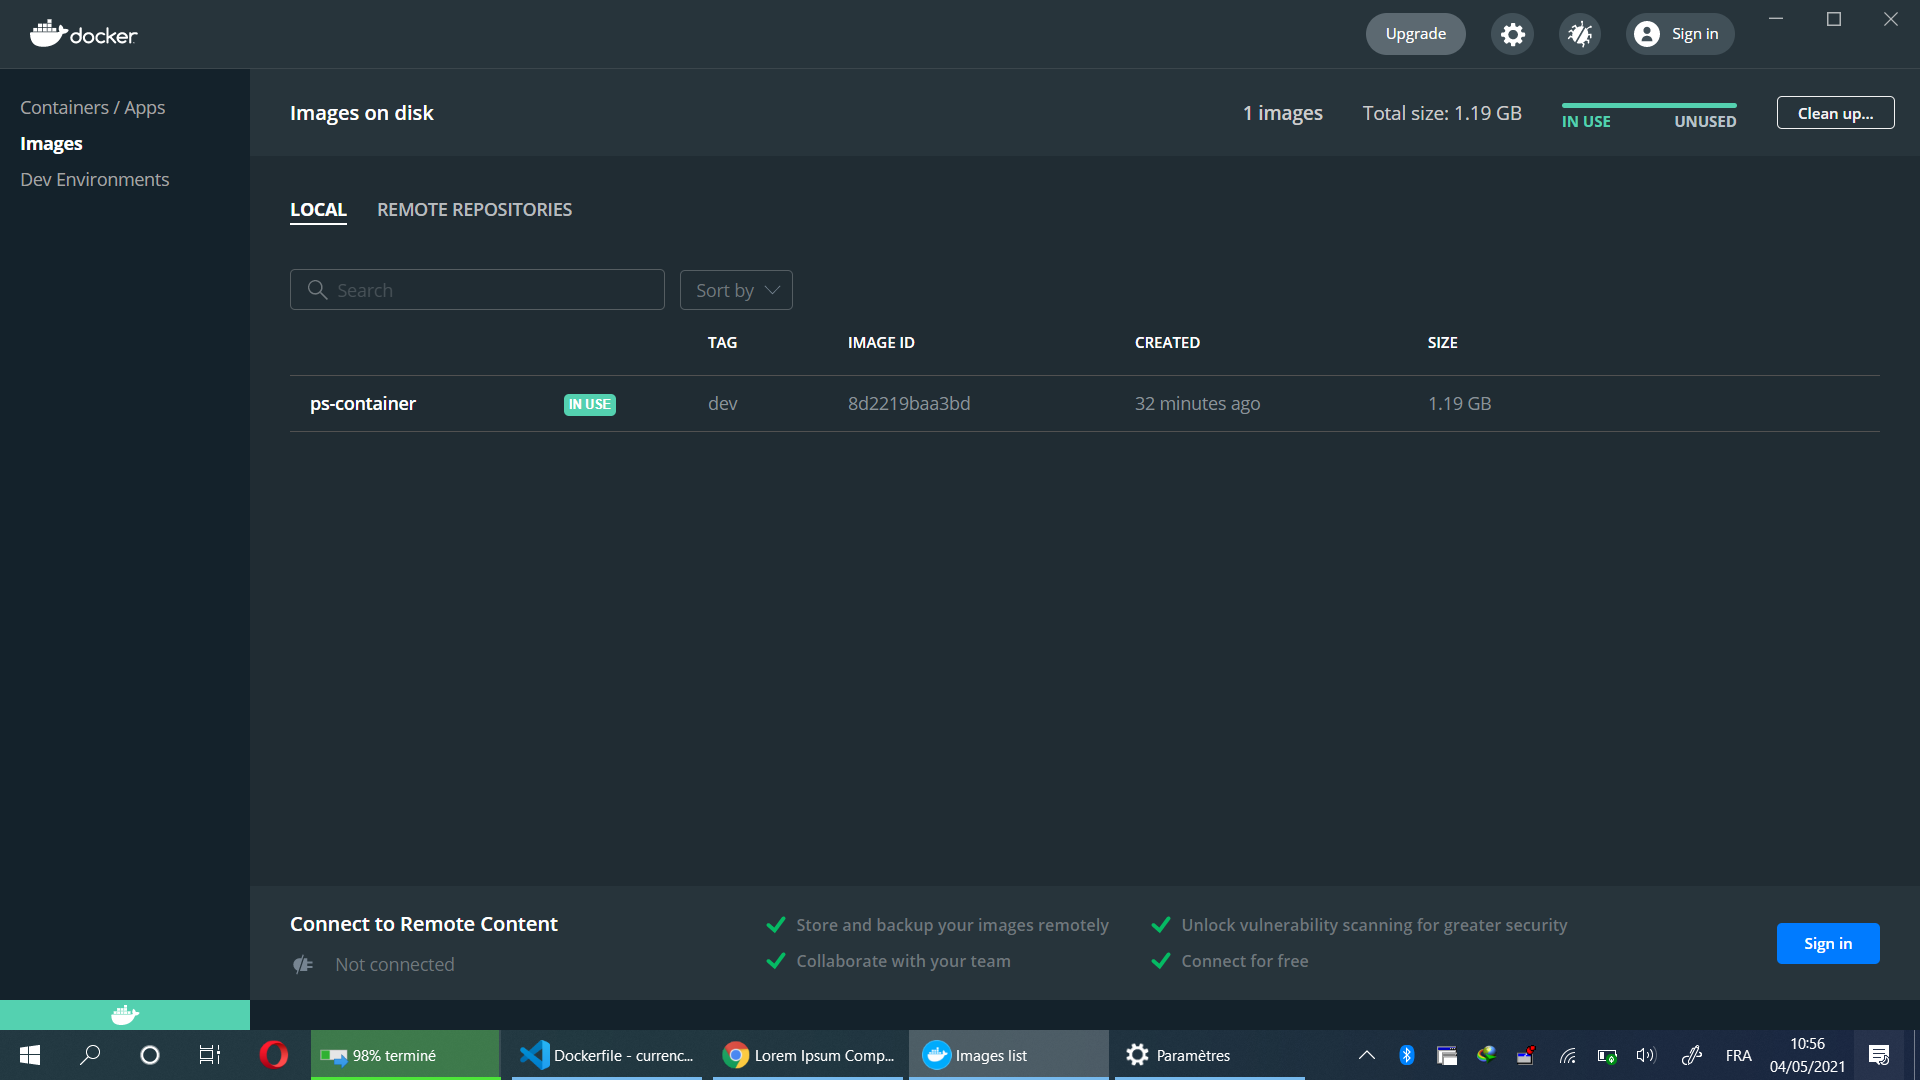 docker
Upgrade
Sign in
Containers / Apps
Images
Dev Environments
Images on disk
1 images
Total size: 1.19 GB
IN USE
UNUSED
Clean up...
LOCAL
REMOTE REPOSITORIES
Search
Sort by
TAG
IMAGE ID
CREATED
SIZE
ps-container
IN USE
dev
8d2219baa3bd
32 minutes ago
1.19 GB
Connect to Remote Content
Not connected
Store and backup your images remotely
Unlock vulnerability scanning for greater security
Collaborate with your team
Connect for free
Sign in
98% terminé
Dockerfile - currenc...
Lorem Ipsum Comp...
Images list
Paramètres
FRA
10:56
04/05/2021